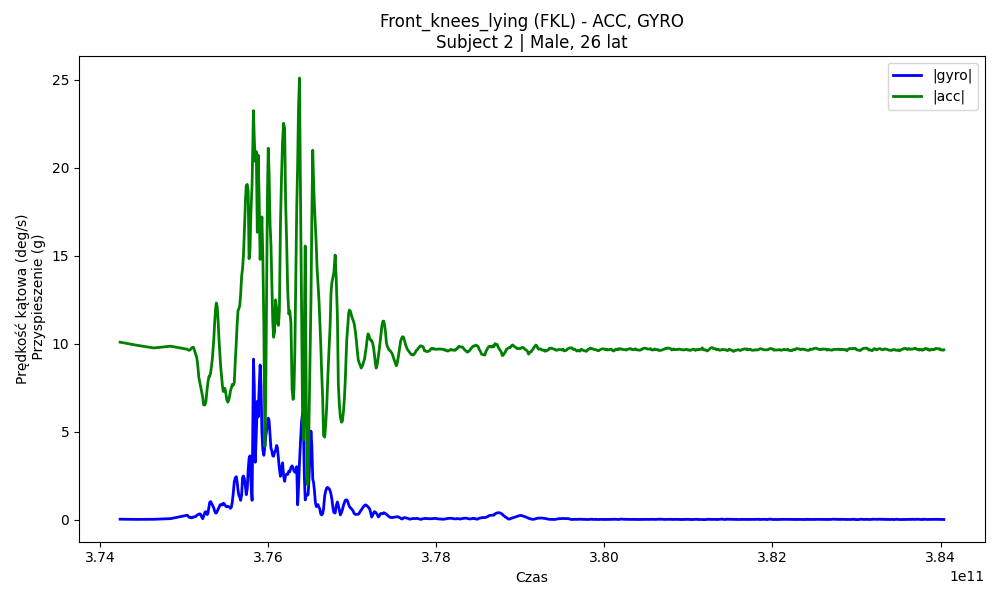 Front_knees_lying (FKL) - ACC, GYRO
Subject 2 | Male, 26 lat
|gyro|
|acc|
Prędkość kątowa (deg/s)
Przyspieszenie (g)
25
20
15
10
5
0
3.74
3.76
3.78
3.80
3.82
3.84
1e11
Czas